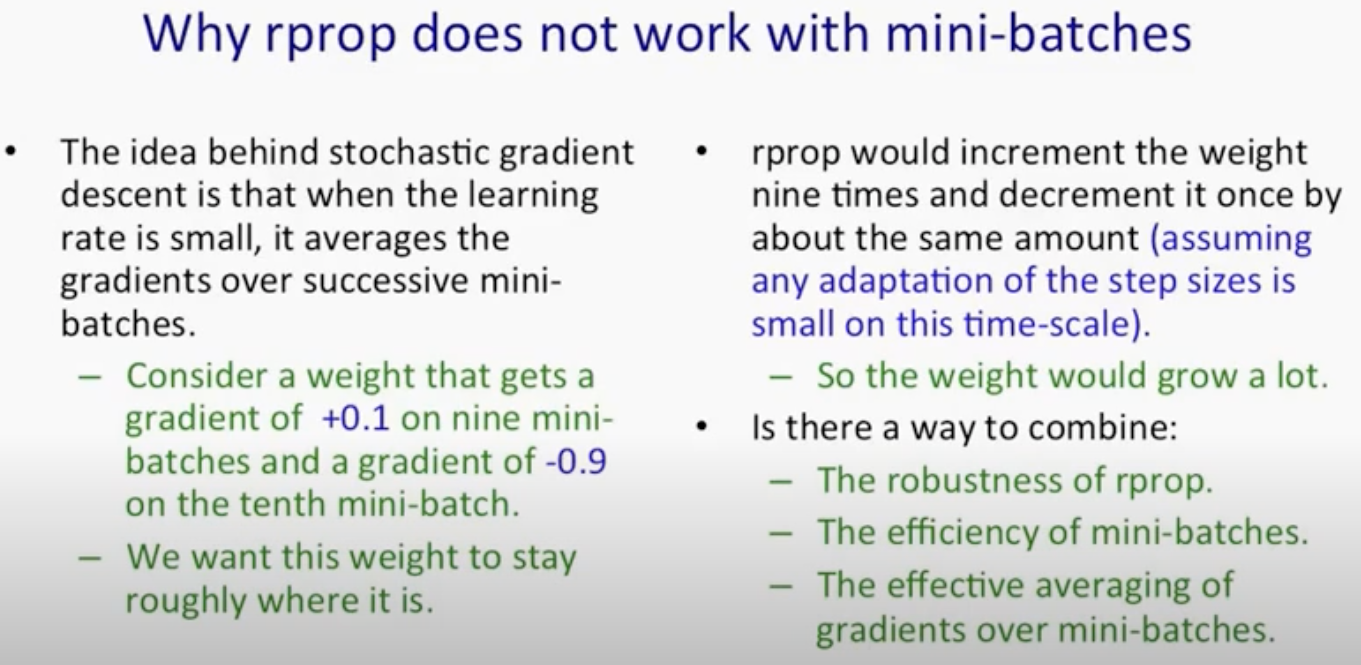 Why rprop does not work with mini-batches
• The idea behind stochastic gradient
descent is that when the learning
rate is small, it averages the
gradients over successive mini-
batches.
– Consider a weight that gets a
gradient of +0.1 on nine mini-
batches and a gradient of -0.9
on the tenth mini-batch.
– We want this weight to stay
roughly where it is.
• rprop would increment the weight
nine times and decrement it once by
about the same amount (assuming
any adaptation of the step sizes is
small on this time-scale).
– So the weight would grow a lot.
• Is there a way to combine:
– The robustness of rprop.
– The efficiency of mini-batches.
– The effective averaging of
gradients over mini-batches.